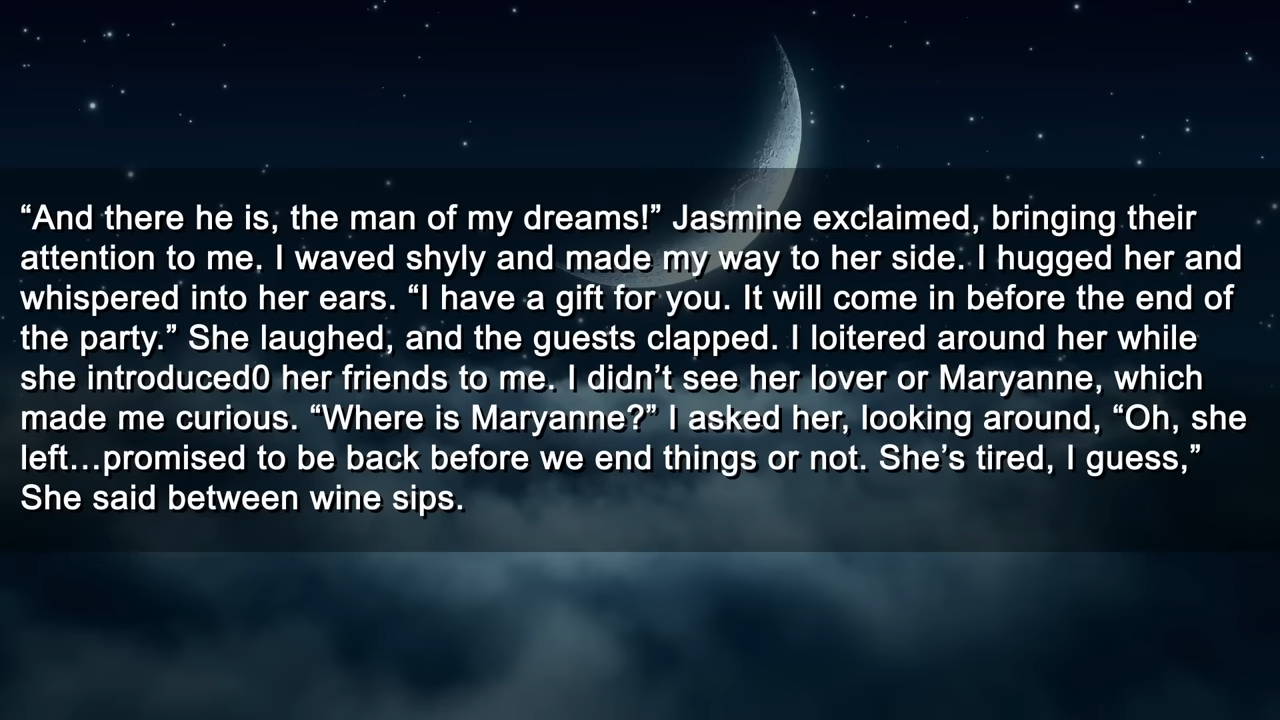 “And there he is, the man of my dreams!” Jasmine exclaimed, bringing their
attention to me. I waved shyly and made my way to her side. I hugged her and
whispered into her ears. “I have a gift for you. It will come in before the end of
the party.” She laughed, and the guests clapped. I loitered around her while
she introduced0 her friends to me. I didn’t see her lover or Maryanne, which
made me curious. “Where is Maryanne?” I asked her, looking around, “Oh, she
left…promised to be back before we end things or not. She’s tired, I guess,”
She said between wine sips.